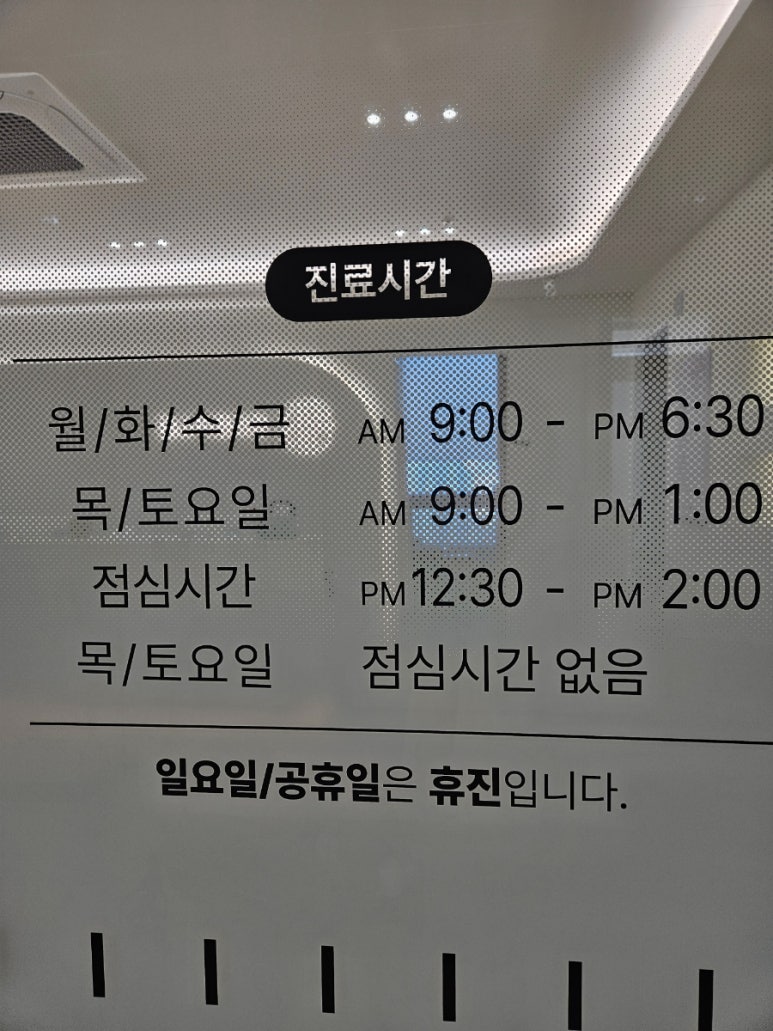 진료시간
월/화/수/금 AM 9:00 - PM 6:30
목/토요일 AM 9:00 - PM 1:00
점심시간 PM 12:30 - PM 2:00
목/토요일 점심시간 없음
일요일/공휴일은 휴진입니다.